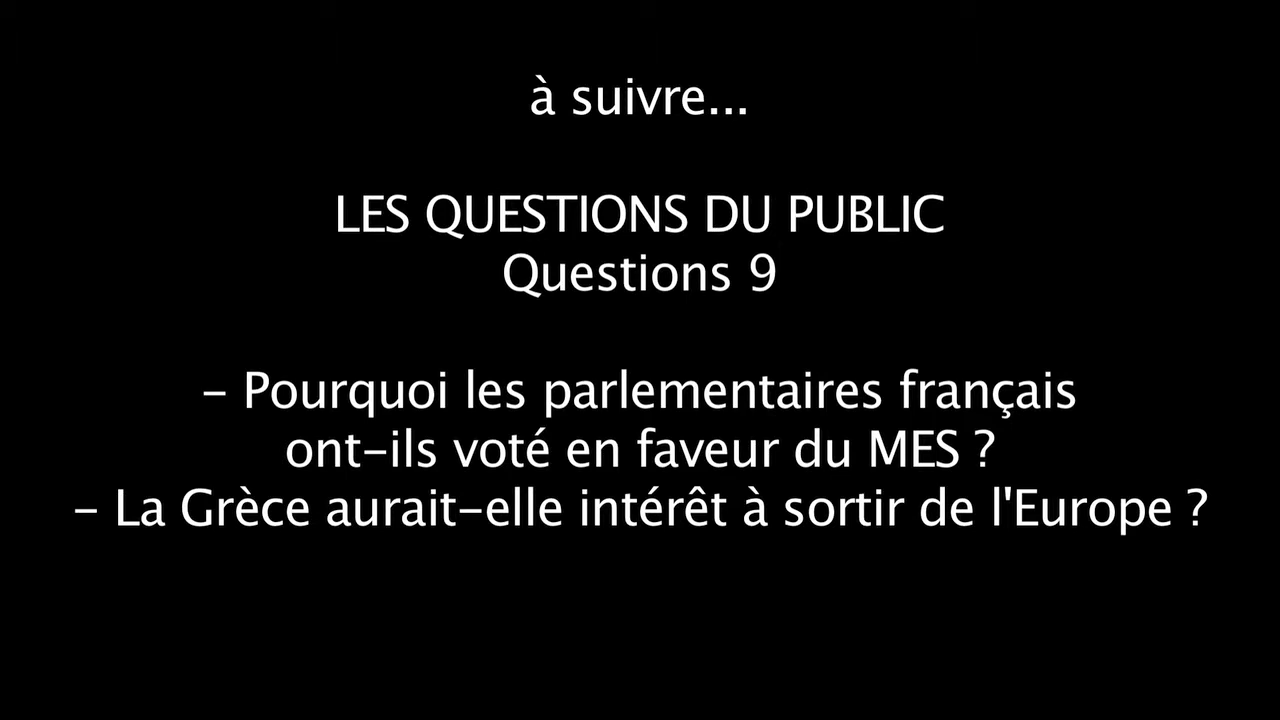 à suivre...
LES QUESTIONS DU PUBLIC
Questions 9
- Pourquoi les parlementaires français
ont-ils voté en faveur du MES ?
- La Grèce aurait-elle intérêt à sortir de l'Europe ?